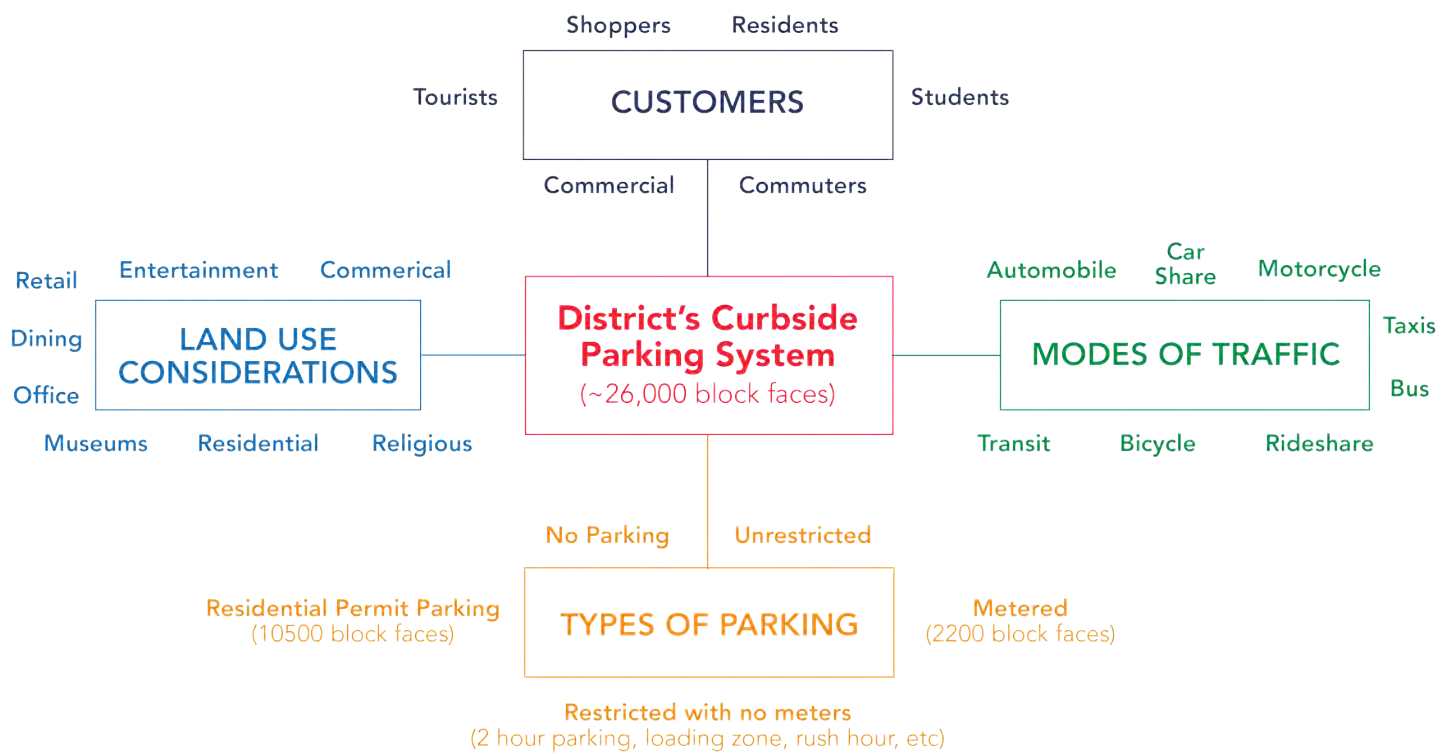 Shoppers Residents
Tourists CUSTOMERS Students
Commercial Commuters
Retail
Entertainment
Commerical
Dining
LAND USE
CONSIDERATIONS
Office
Museums
Residential
Religious
District's Curbside
Parking System
(~26,000 block faces)
Automobile
Car
Share
Motorcycle
Taxis
MODES OF TRAFFIC
Bus
Transit
Bicycle
Rideshare
No Parking Unrestricted
Residential Permit Parking
(10500 block faces)
TYPES OF PARKING
Metered
(2200 block faces)
Restricted with no meters
(2 hour parking, loading zone, rush hour, etc)